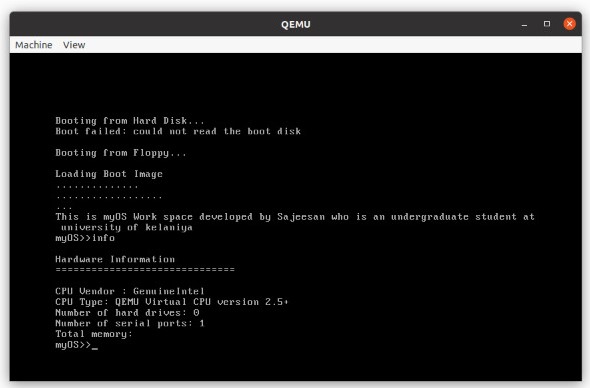 QEMU
Machine View
Booting from Hard Disk...
Boot failed: could not read the boot disk
Booting from Floppy...
Loading Boot Image
..............
..................
...
This is myOS Work space developed by Sajeesan who is an undergraduate student at
university of kelaniya
myOS>>info
Hardware Information
==============================
CPU Vendor : GenuineIntel
CPU Type: QEMU Virtual CPU version 2.5+
Number of hard drives: 0
Number of serial ports: 1
Total memory:
myOS>>_